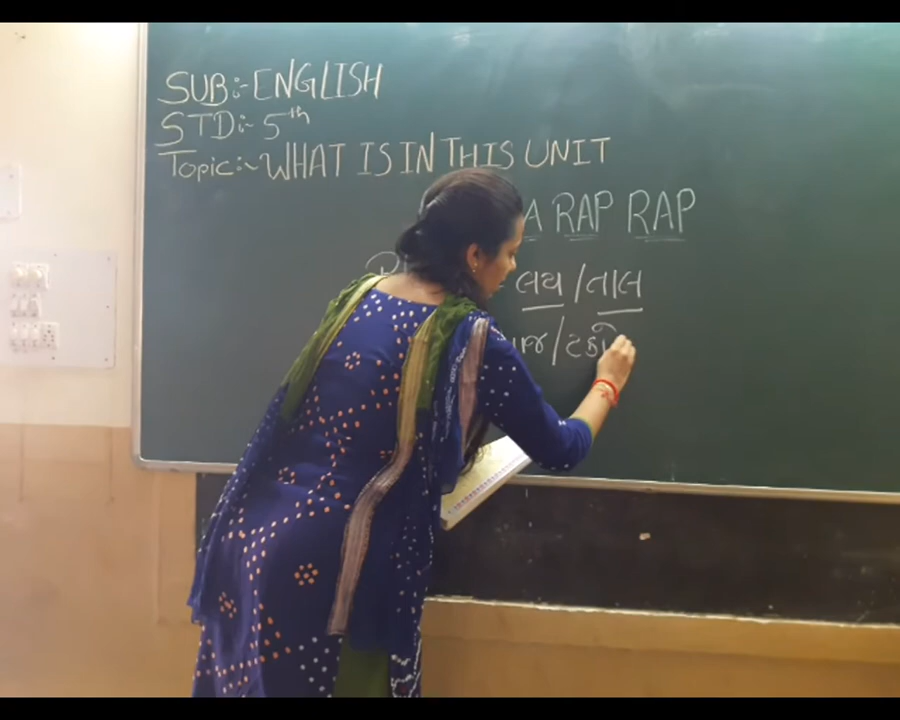 SUB:- ENGLISH
STD:- 5th
Topic:- WHAT IS IN THIS UNIT
A RAP RAP
લય / તાલ